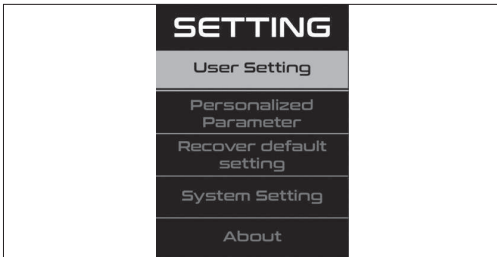 SETTING
User Setting
Personalized
Parameter
Recover default
setting
System Setting
About